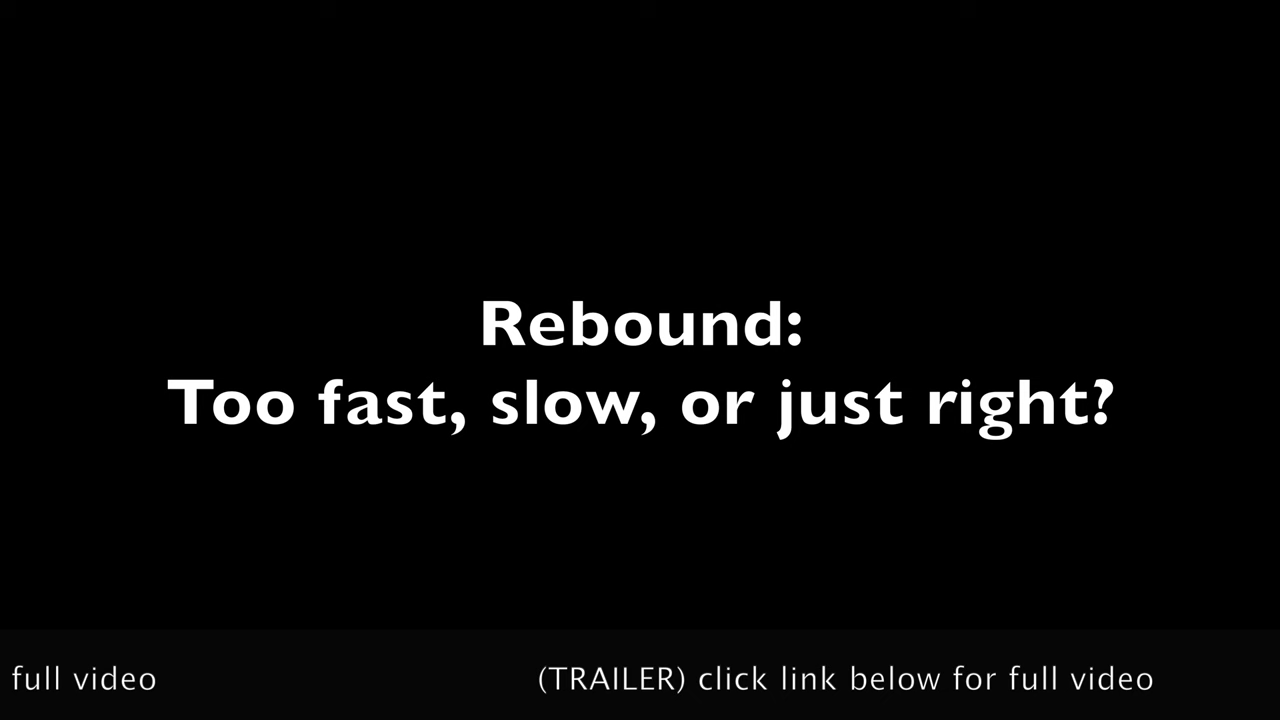 Rebound:
Too fast, slow, or just right?
full video (TRAILER) click link below for full video